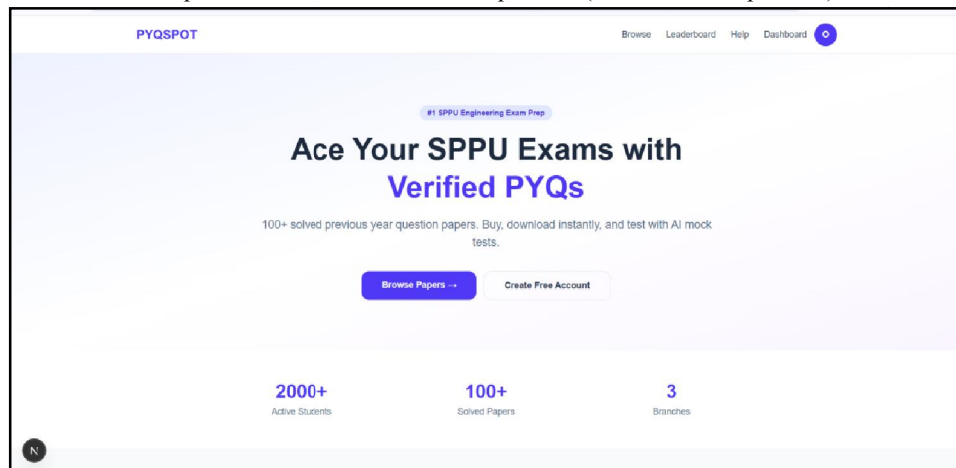 PYQSPOT
Browse Leaderboard Help Dashboard
#1 SPPU Engineering Exam Prep
Ace Your SPPU Exams with
Verified PYQs
100+ solved previous year question papers. Buy, download instantly, and test with AI mock
tests.
Browse Papers → Create Free Account
2000+ 100+ 3
Active Students Solved Papers Branches
N